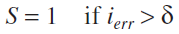 S = 1 if i_err > δ